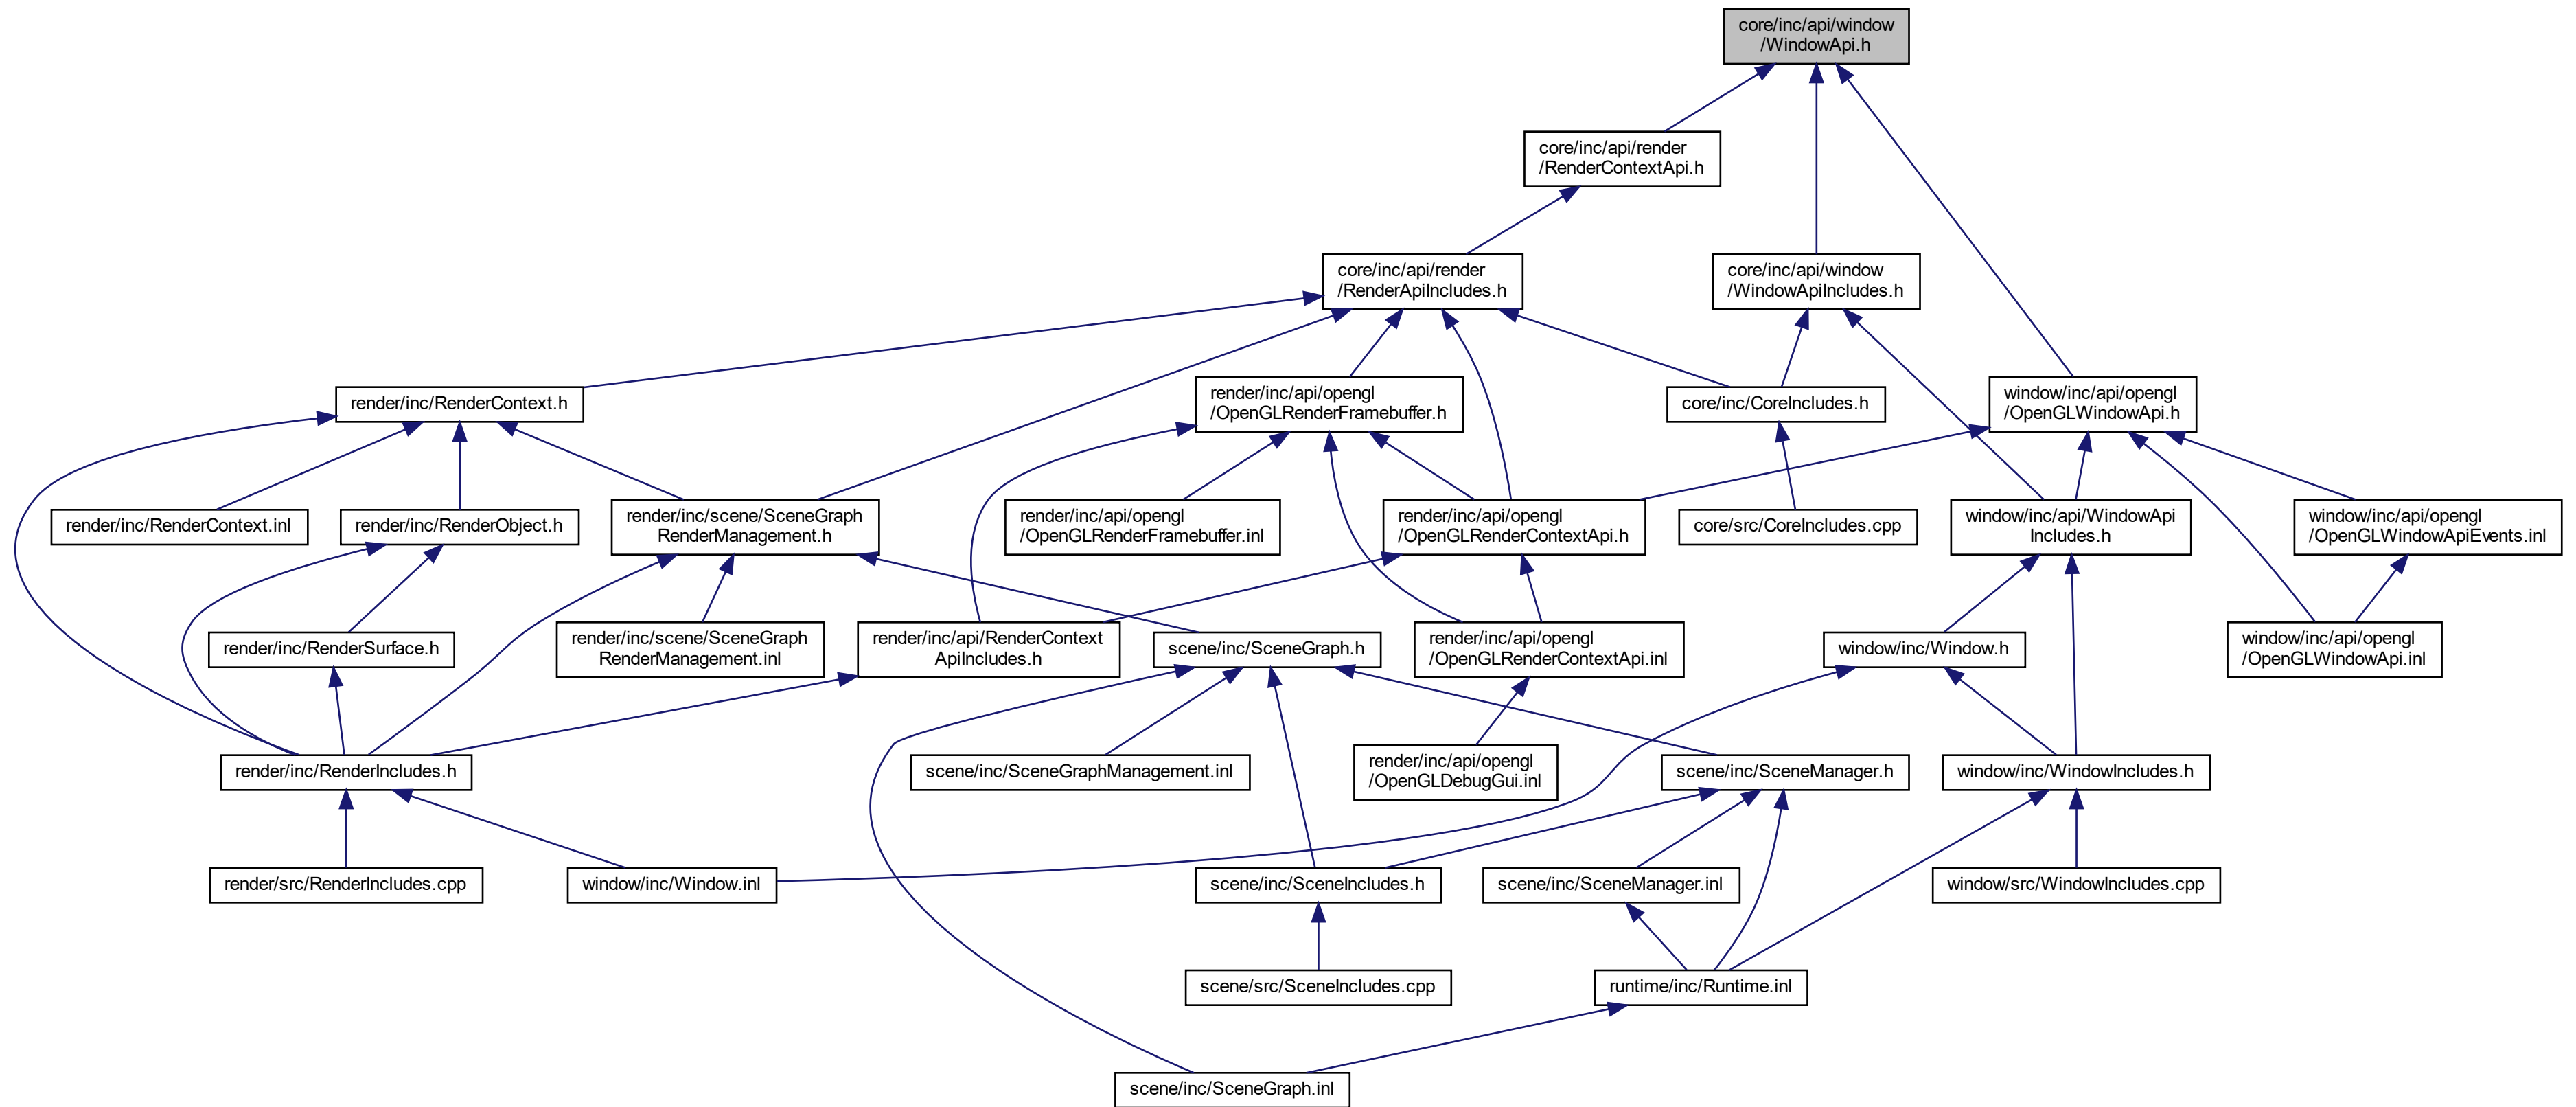 core/inc/api/window
/WindowApi.h
core/inc/api/render
/RenderContextApi.h
core/inc/api/render
/RenderApiIncludes.h
core/inc/api/window
/WindowApiIncludes.h
render/inc/RenderContext.h
render/inc/api/opengl
/OpenGLRenderFramebuffer.h
core/inc/CoreIncludes.h
window/inc/api/opengl
/OpenGLWindowApi.h
render/inc/RenderContext.inl
render/inc/RenderObject.h
render/inc/scene/SceneGraph
RenderManagement.h
render/inc/api/opengl
/OpenGLRenderFramebuffer.inl
render/inc/api/opengl
/OpenGLRenderContextApi.h
core/src/CoreIncludes.cpp
window/inc/api/WindowApi
Includes.h
window/inc/api/opengl
/OpenGLWindowApiEvents.inl
render/inc/RenderSurface.h
render/inc/scene/SceneGraph
RenderManagement.inl
render/inc/api/RenderContext
ApiIncludes.h
scene/inc/SceneGraph.h
render/inc/api/opengl
/OpenGLRenderContextApi.inl
window/inc/Window.h
window/inc/api/opengl
/OpenGLWindowApi.inl
render/inc/RenderIncludes.h
scene/inc/SceneGraphManagement.inl
render/inc/api/opengl
/OpenGLDebugGui.inl
scene/inc/SceneManager.h
window/inc/WindowIncludes.h
render/src/RenderIncludes.cpp
window/inc/Window.inl
scene/inc/SceneIncludes.h
scene/inc/SceneManager.inl
window/src/WindowIncludes.cpp
scene/src/SceneIncludes.cpp
runtime/inc/Runtime.inl
scene/inc/SceneGraph.inl